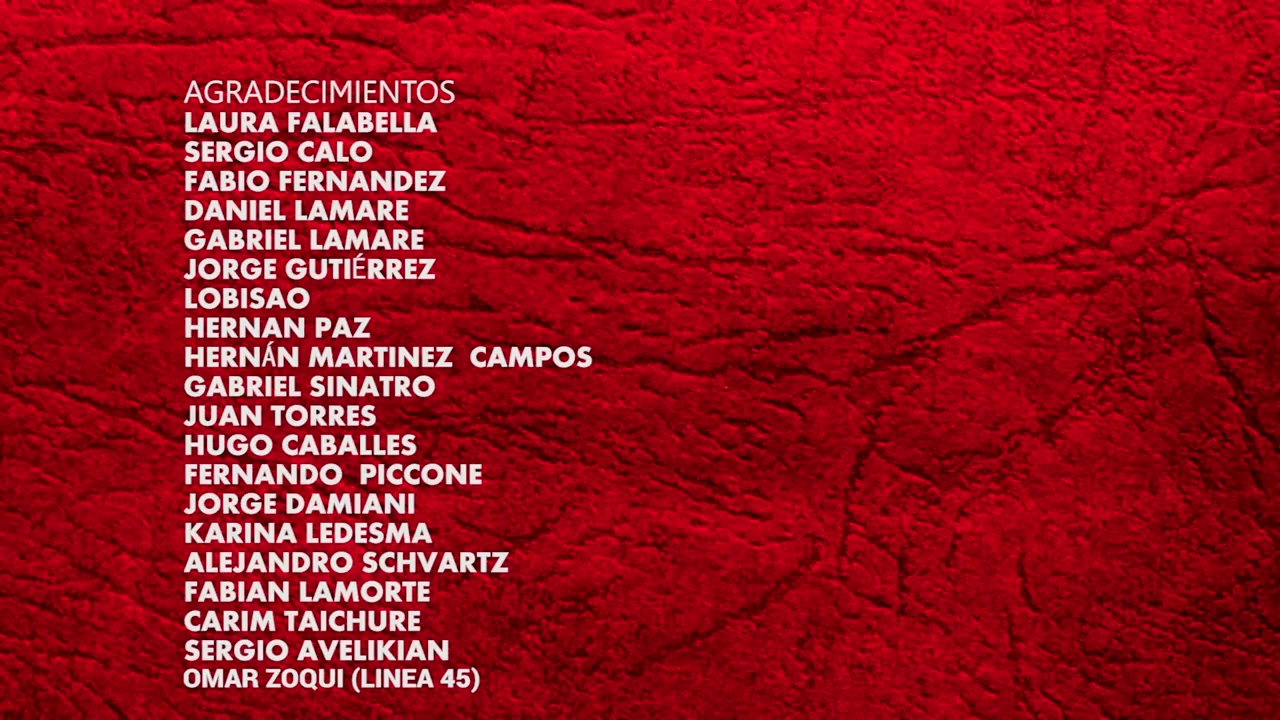 AGRADECIMIENTOS
LAURA FALABELLA
SERGIO CALO
FABIO FERNANDEZ
DANIEL LAMARE
GABRIEL LAMARE
JORGE GUTIÉRREZ
LOBISAO
HERNAN PAZ
HERNÁN MARTINEZ  CAMPOS
GABRIEL SINATRO
JUAN TORRES
HUGO CABALLES
FERNANDO  PICCONE
JORGE DAMIANI
KARINA LEDESMA
ALEJANDRO SCHVARTZ
FABIAN LAMORTE
CARIM TAICHURE
SERGIO AVELIKIAN
OMAR ZOQUI (LINEA 45)